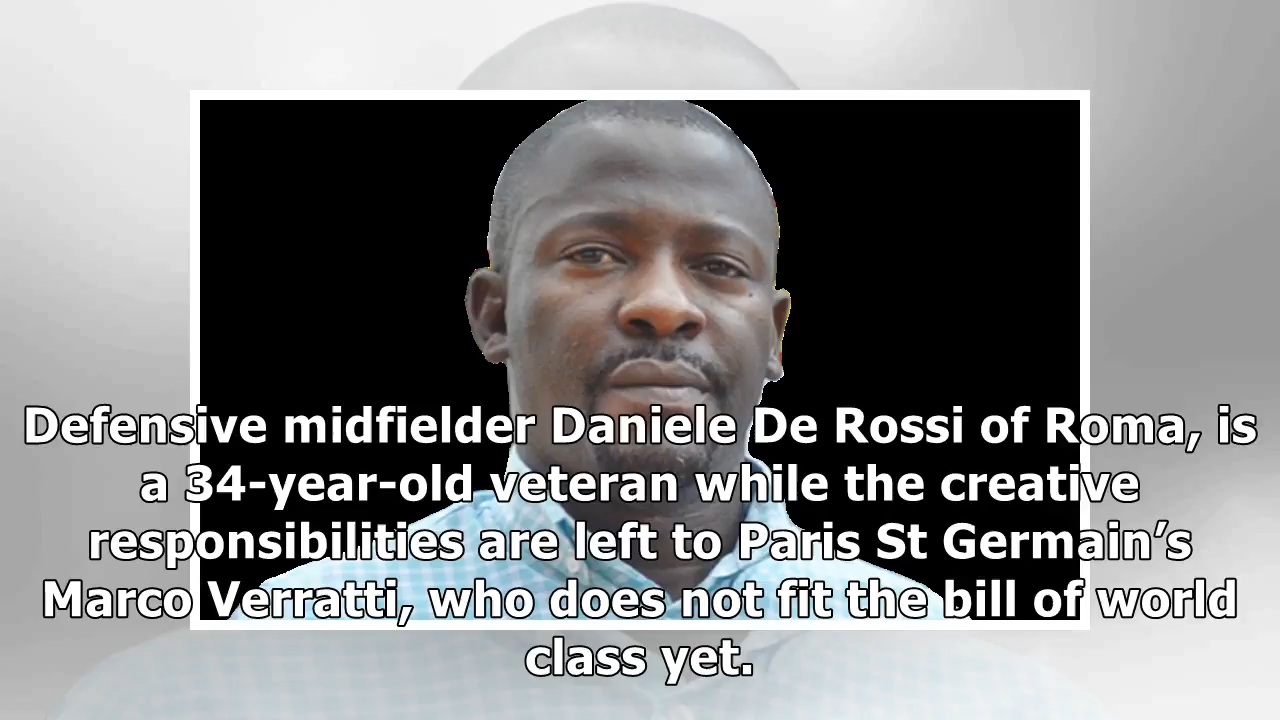 Defensive midfielder Daniele De Rossi of Roma, is
a 34-year-old veteran while the creative
responsibilities are left to Paris St Germain’s
Marco Verratti, who does not fit the bill of world
class yet.